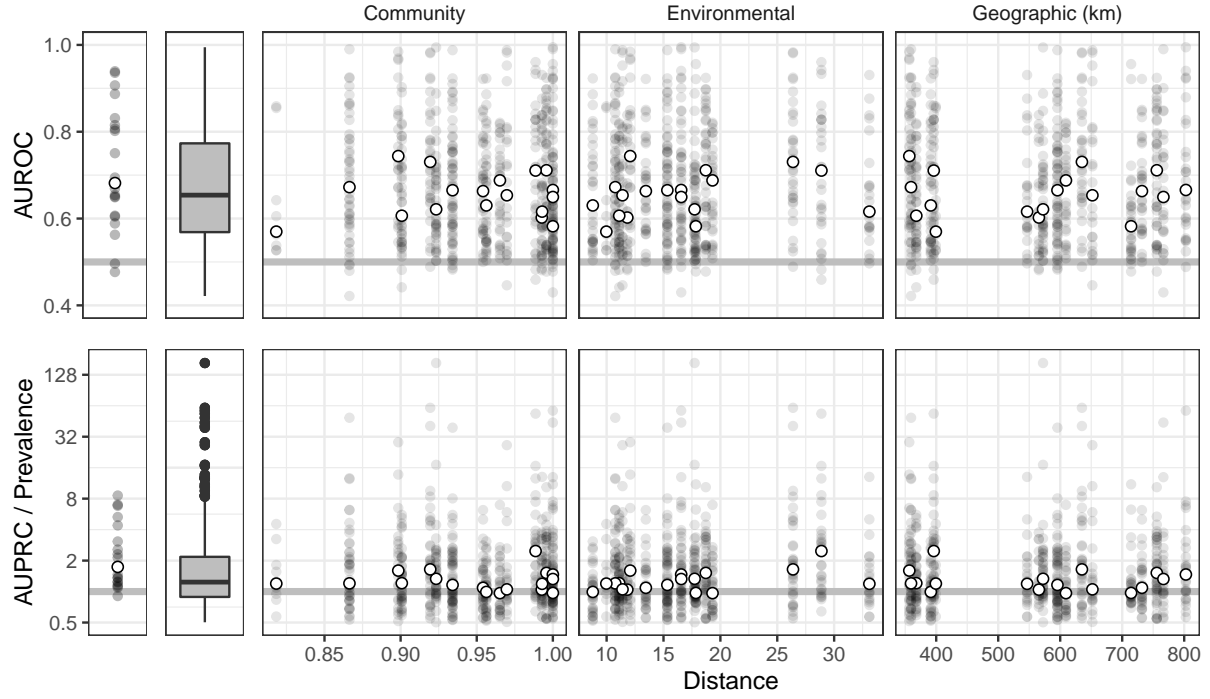 Community Environmental Geographic (km)
AUROC
1.0
0.8
0.6
0.4
AUPRC / Prevalence
128
32
8
2
0.5
0.85 0.90 0.95 1.00 10 15 20 25 30 400 500 600 700 800
Distance